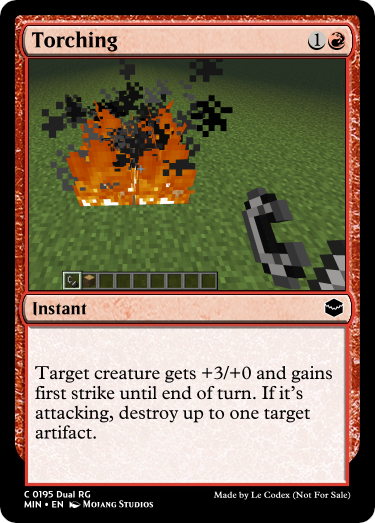 Torching 1
Instant
Target creature gets +3/+0 and gains
first strike until end of turn. If it's
attacking, destroy up to one target
artifact.
C 0195 Dual RG
MIN • EN Mojang Studios
Made by Le Codex (Not For Sale)